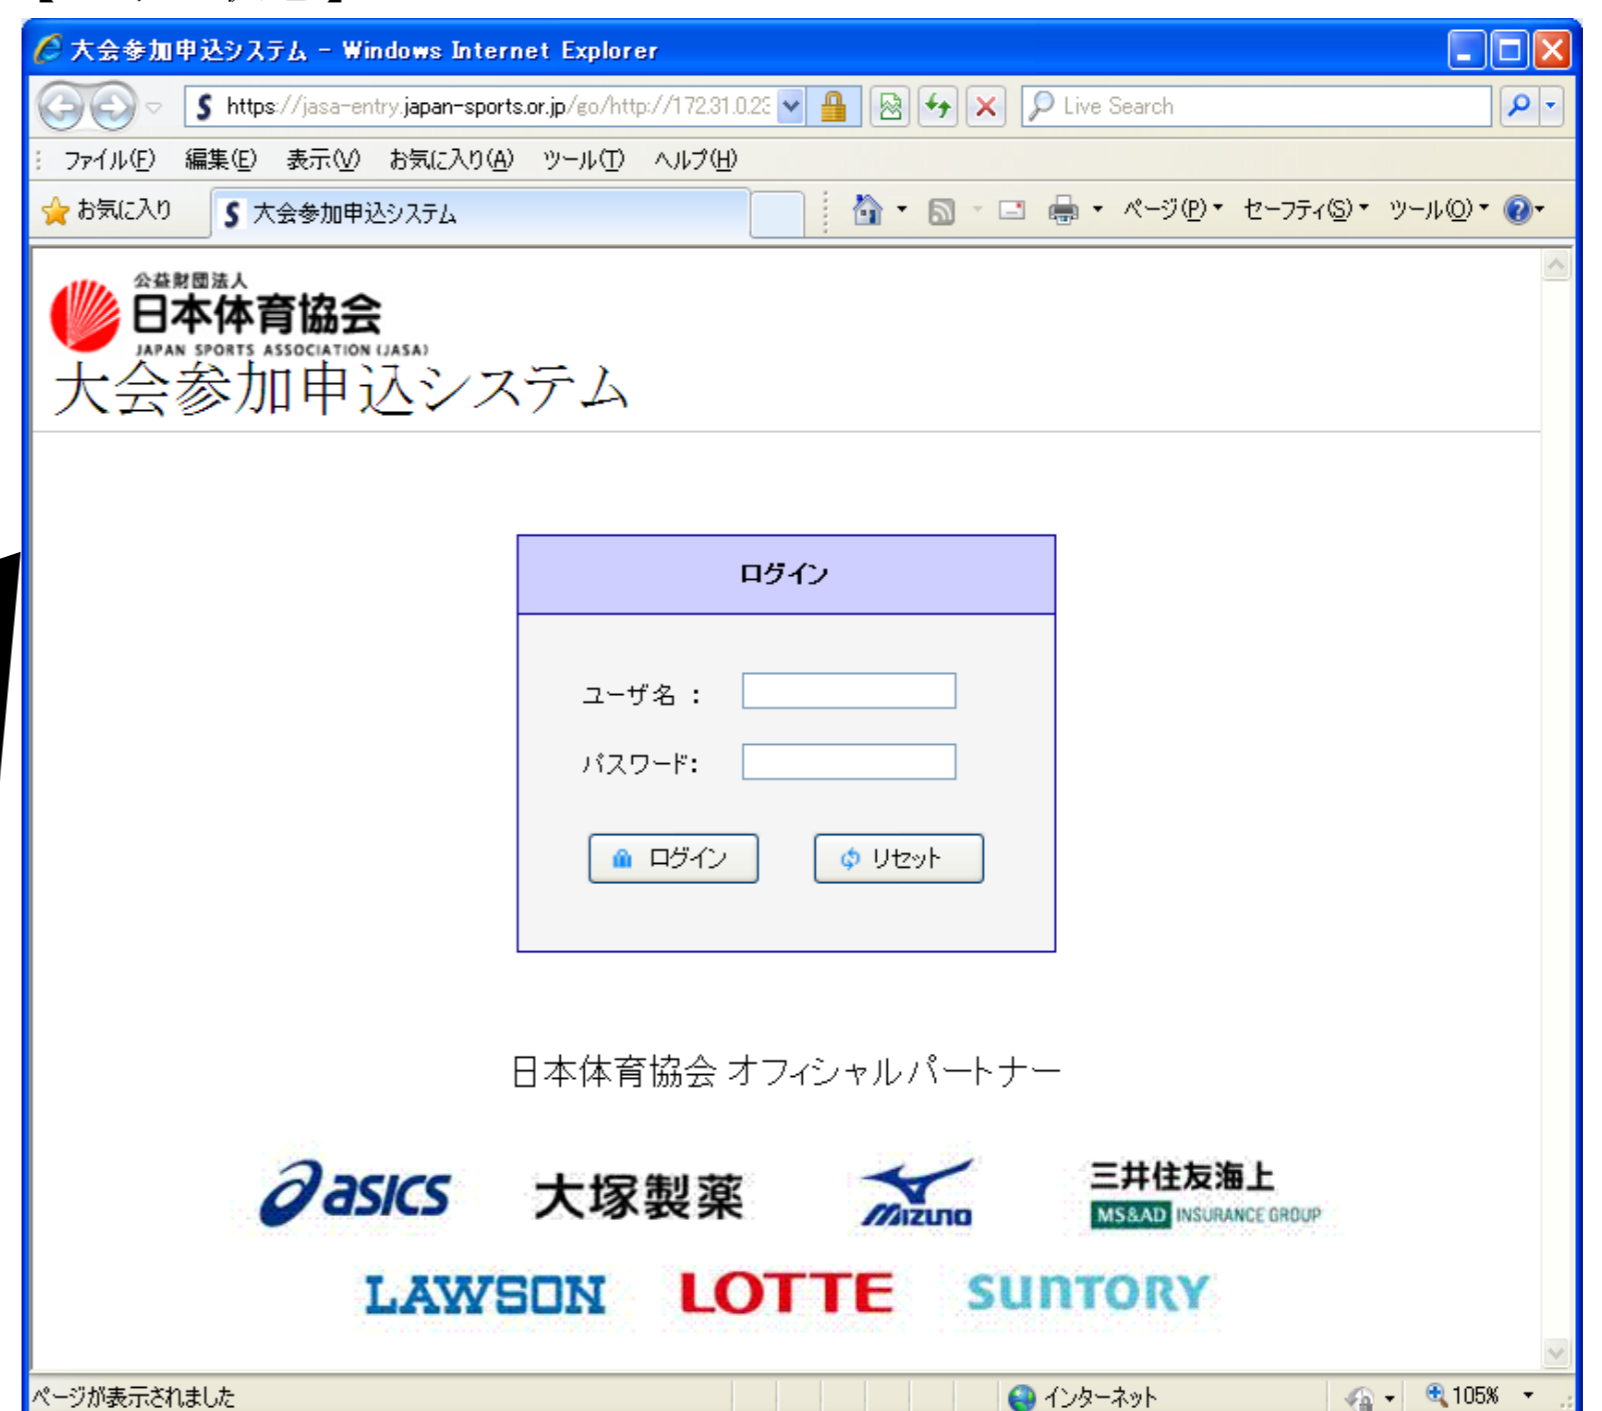 大会参加申込システム - Windows Internet Explorer
https://jasa-entry.japan-sports.or.jp/go/http://172.31.0.23
Live Search
ファイル(F) 編集(E) 表示(V) お気に入り(A) ツール(T) ヘルプ(H)
お気に入り 大会参加申込システム ページ(P) セーフティ(S) ツール(O)
公益財団法人
日本体育協会
JAPAN SPORTS ASSOCIATION (JASA)
大会参加申込システム
ログイン
ユーザ名 :
パスワード:
ログイン リセット
日本体育協会 オフィシャルパートナー
asics 大塚製薬 MIZUNO 三井住友海上
MS&AD INSURANCE GROUP
LAWSON LOTTE SUNTORY
ページが表示されました インターネット 105%